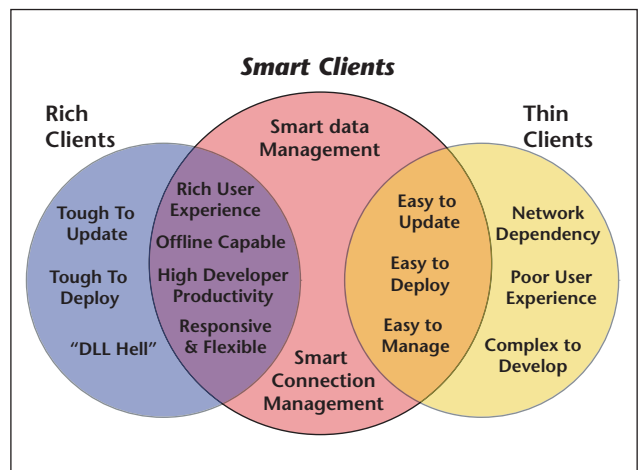 Smart Clients
Rich
Clients
Thin
Clients
Smart data
Management
Tough To
Update
Tough To
Deploy
“DLL Hell”
Rich User
Experience
Offline Capable
High Developer
Productivity
Responsive
& Flexible
Smart
Connection
Management
Easy to
Update
Easy to
Deploy
Easy to
Manage
Network
Dependency
Poor User
Experience
Complex to
Develop